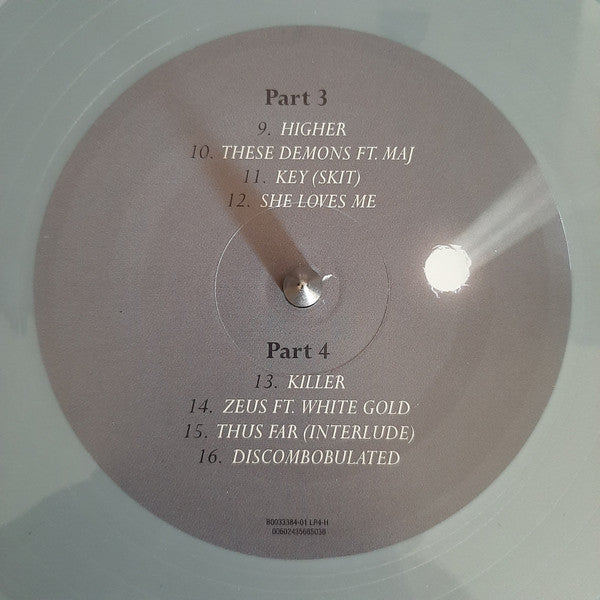 Part 3
9. HIGHER
10. THESE DEMONS FT. MAJ
11. KEY (SKIT)
12. SHE LOVES ME
Part 4
13. KILLER
14. ZEUS FT. WHITE GOLD
15. THUS FAR (INTERLUDE)
16. DISCOMBOBULATED
B0033384-01 LP4-H
00602435685038